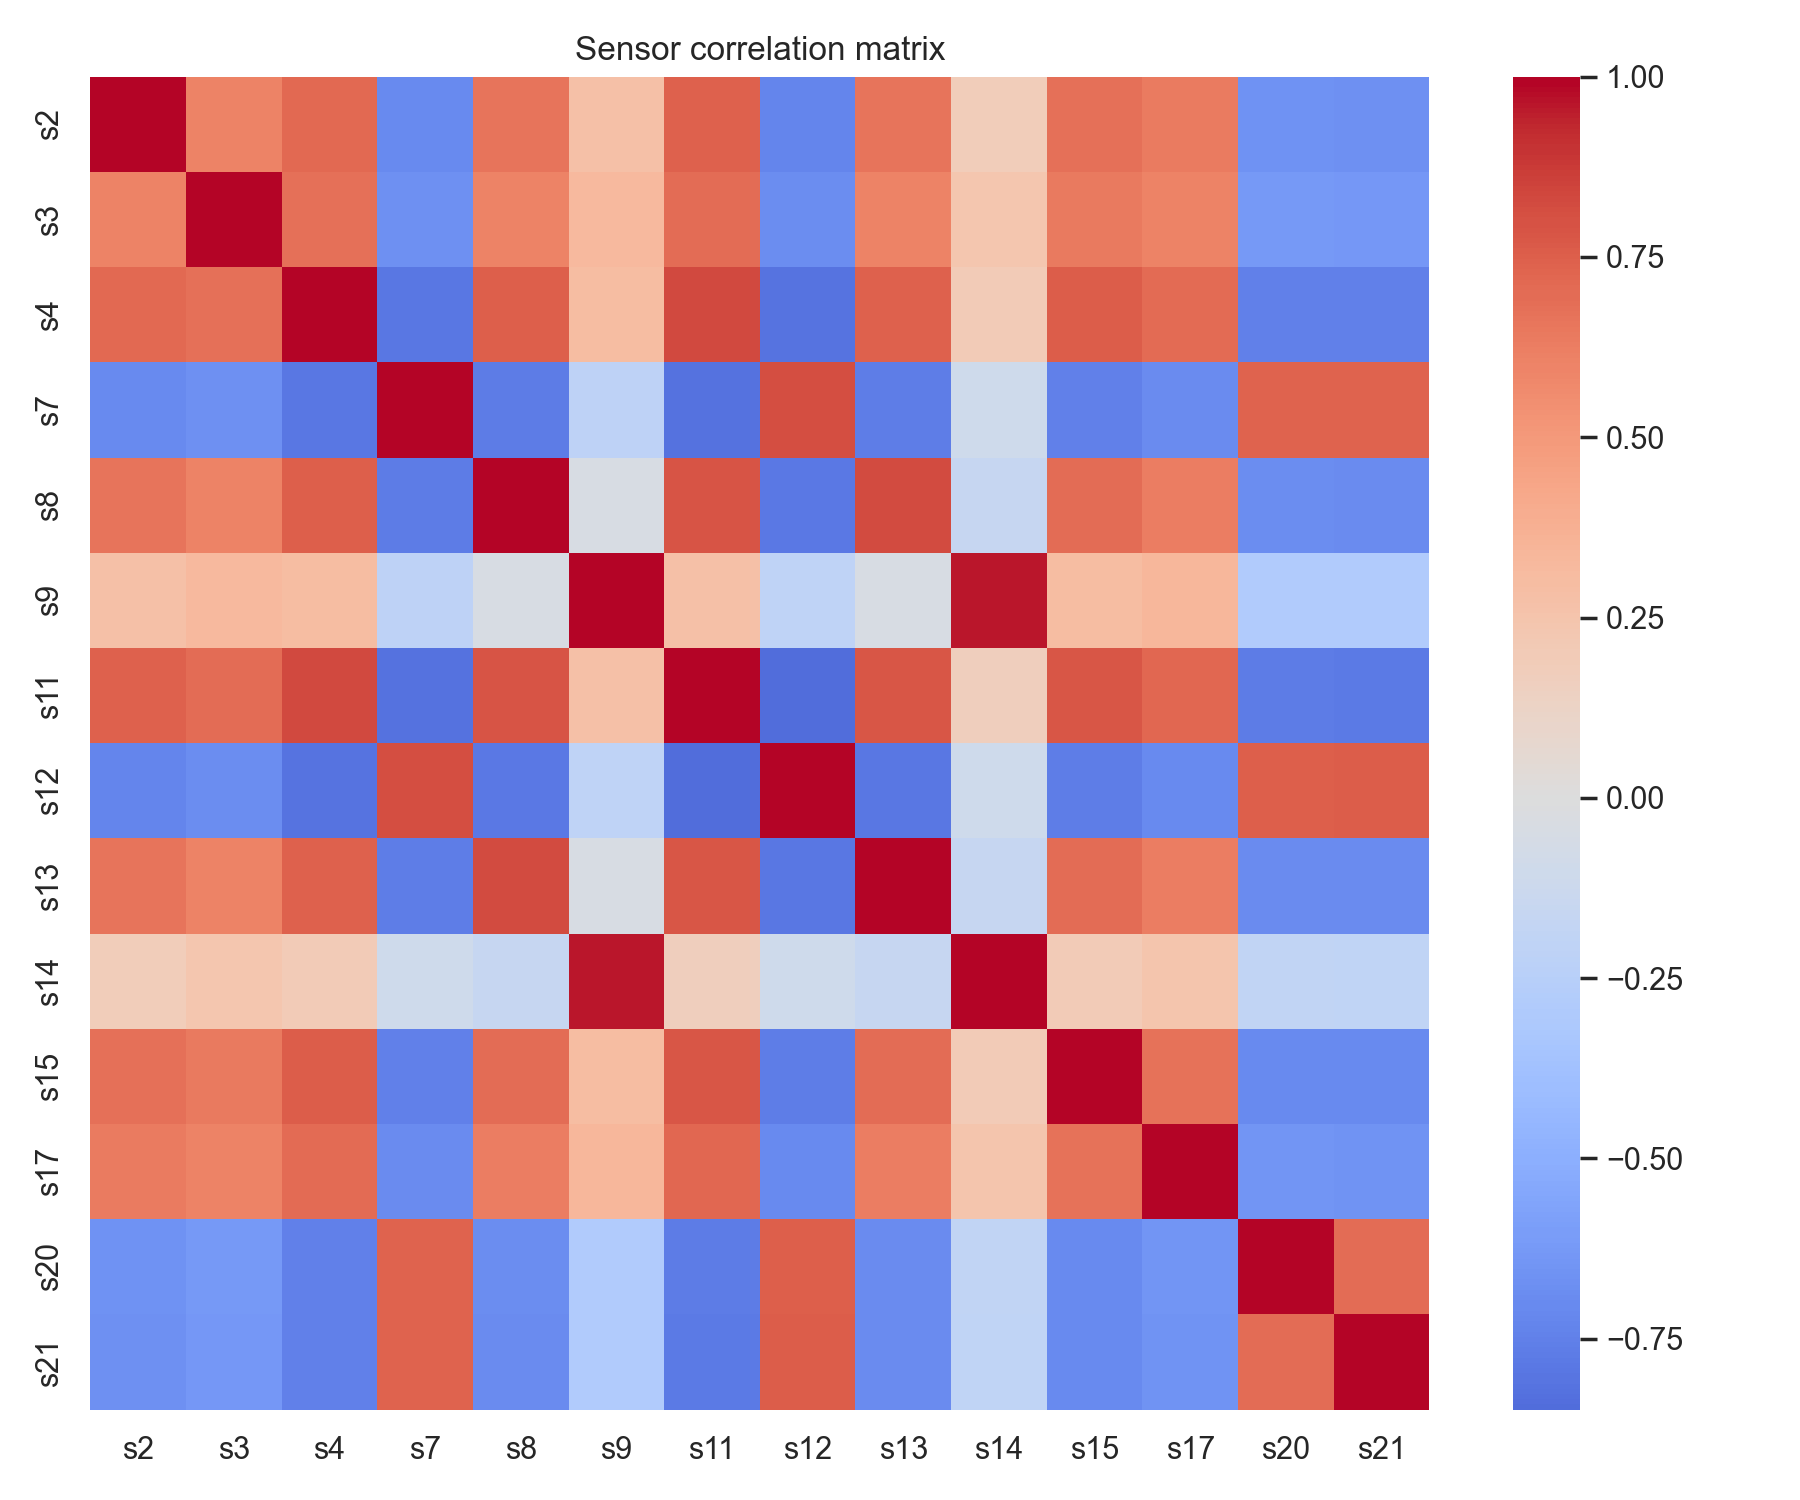 Sensor correlation matrix
s2
s3
s4
s7
s8
s9
s11
s12
s13
s14
s15
s17
s20
s21
s2 s3 s4 s7 s8 s9 s11 s12 s13 s14 s15 s17 s20 s21
1.00
0.75
0.50
0.25
0.00
−0.25
−0.50
−0.75